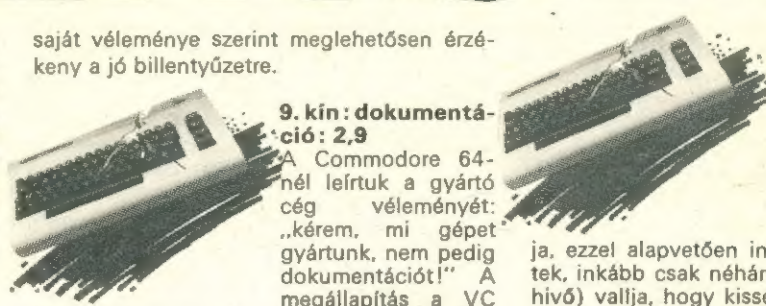 saját véleménye szerint meglehetősen érzé-
keny a jó billentyűzetre.
9. kín: dokumentá-
ció: 2,9
A Commodore 64-
nél leírtuk a gyártó
cég véleményét:
„kérem, mi gépet
gyártunk, nem pedig
dokumentációt!" A
megállapítás a VC
ja, ezzel alapvetően in
tek, inkább csak néhár
hivő) vallja, hogy kissé